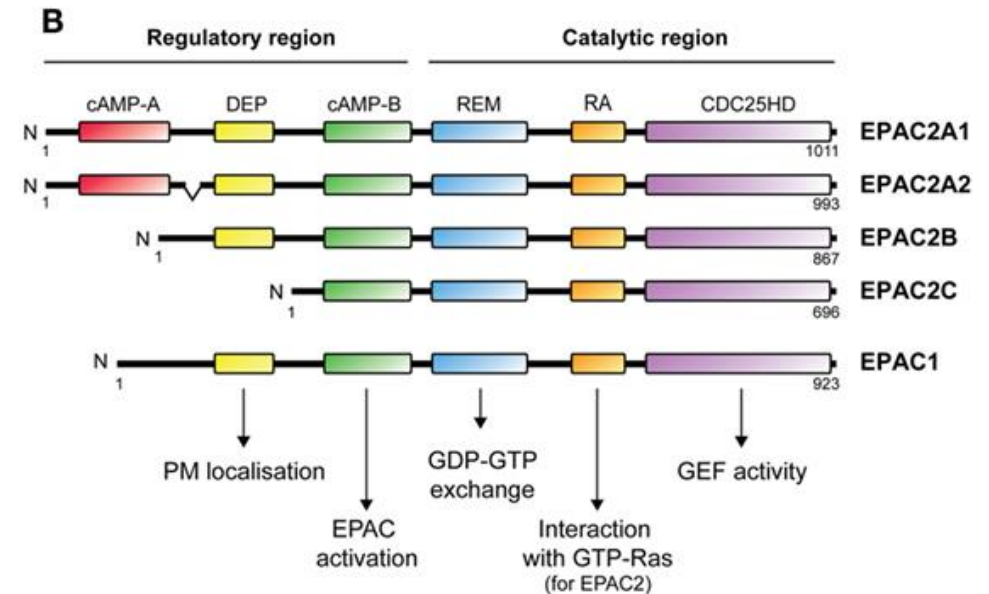 B
Regulatory region Catalytic region
cAMP-A DEP cAMP-B REM RA CDC25HD
N EPAC2A1
1 1011
N EPAC2A2
1 993
N EPAC2B
1 867
N EPAC2C
1 696
N EPAC1
1 923
PM localisation
GDP-GTP
exchange
GEF activity
EPAC
activation
Interaction
with GTP-Ras
(for EPAC2)